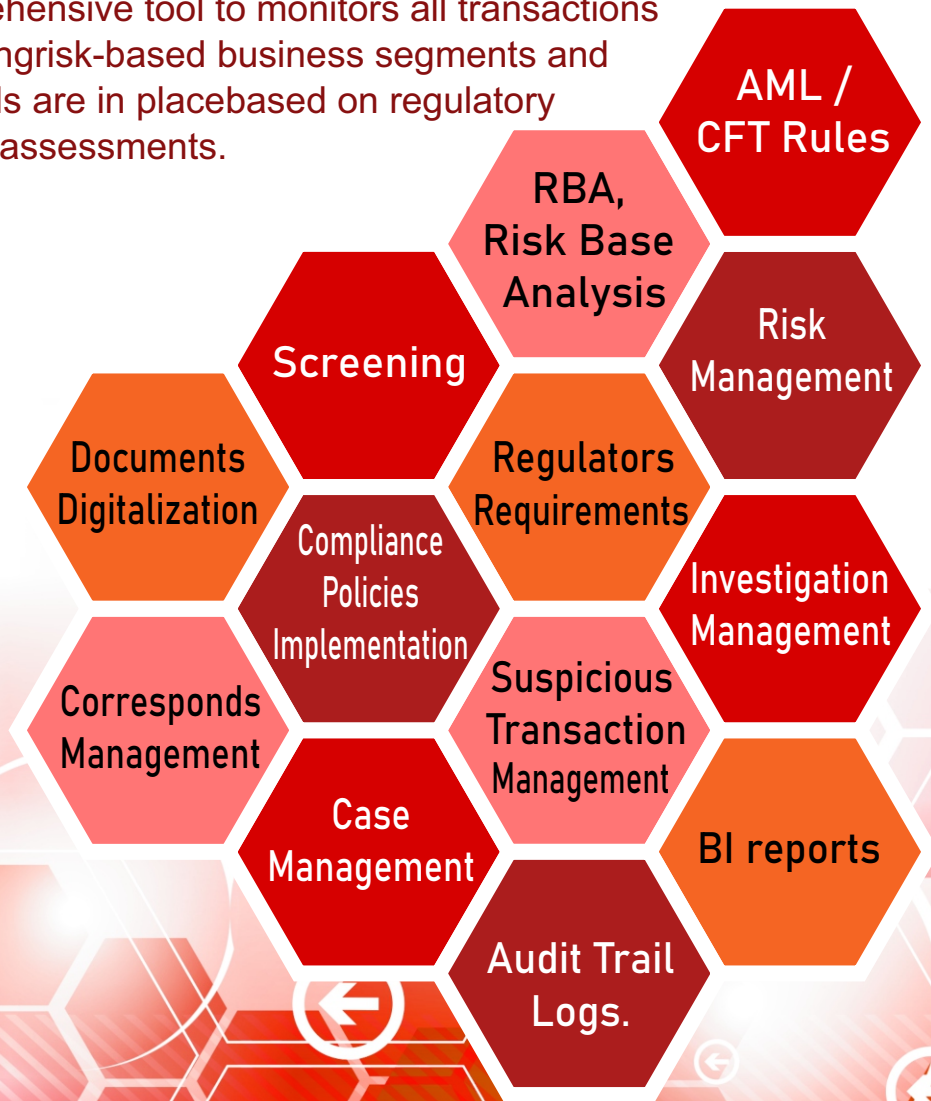 ehensive tool to monitors all transactions
ngrisk-based business segments and
ls are in placebased on regulatory
assessments.
AML /
CFT Rules
RBA,
Risk Base
Analysis
Risk
Management
Screening
Documents
Digitalization
Regulators
Requirements
Compliance
Policies
Implementation
Investigation
Management
Corresponds
Management
Suspicious
Transaction
Management
Case
Management
BI reports
Audit Trail
Logs.